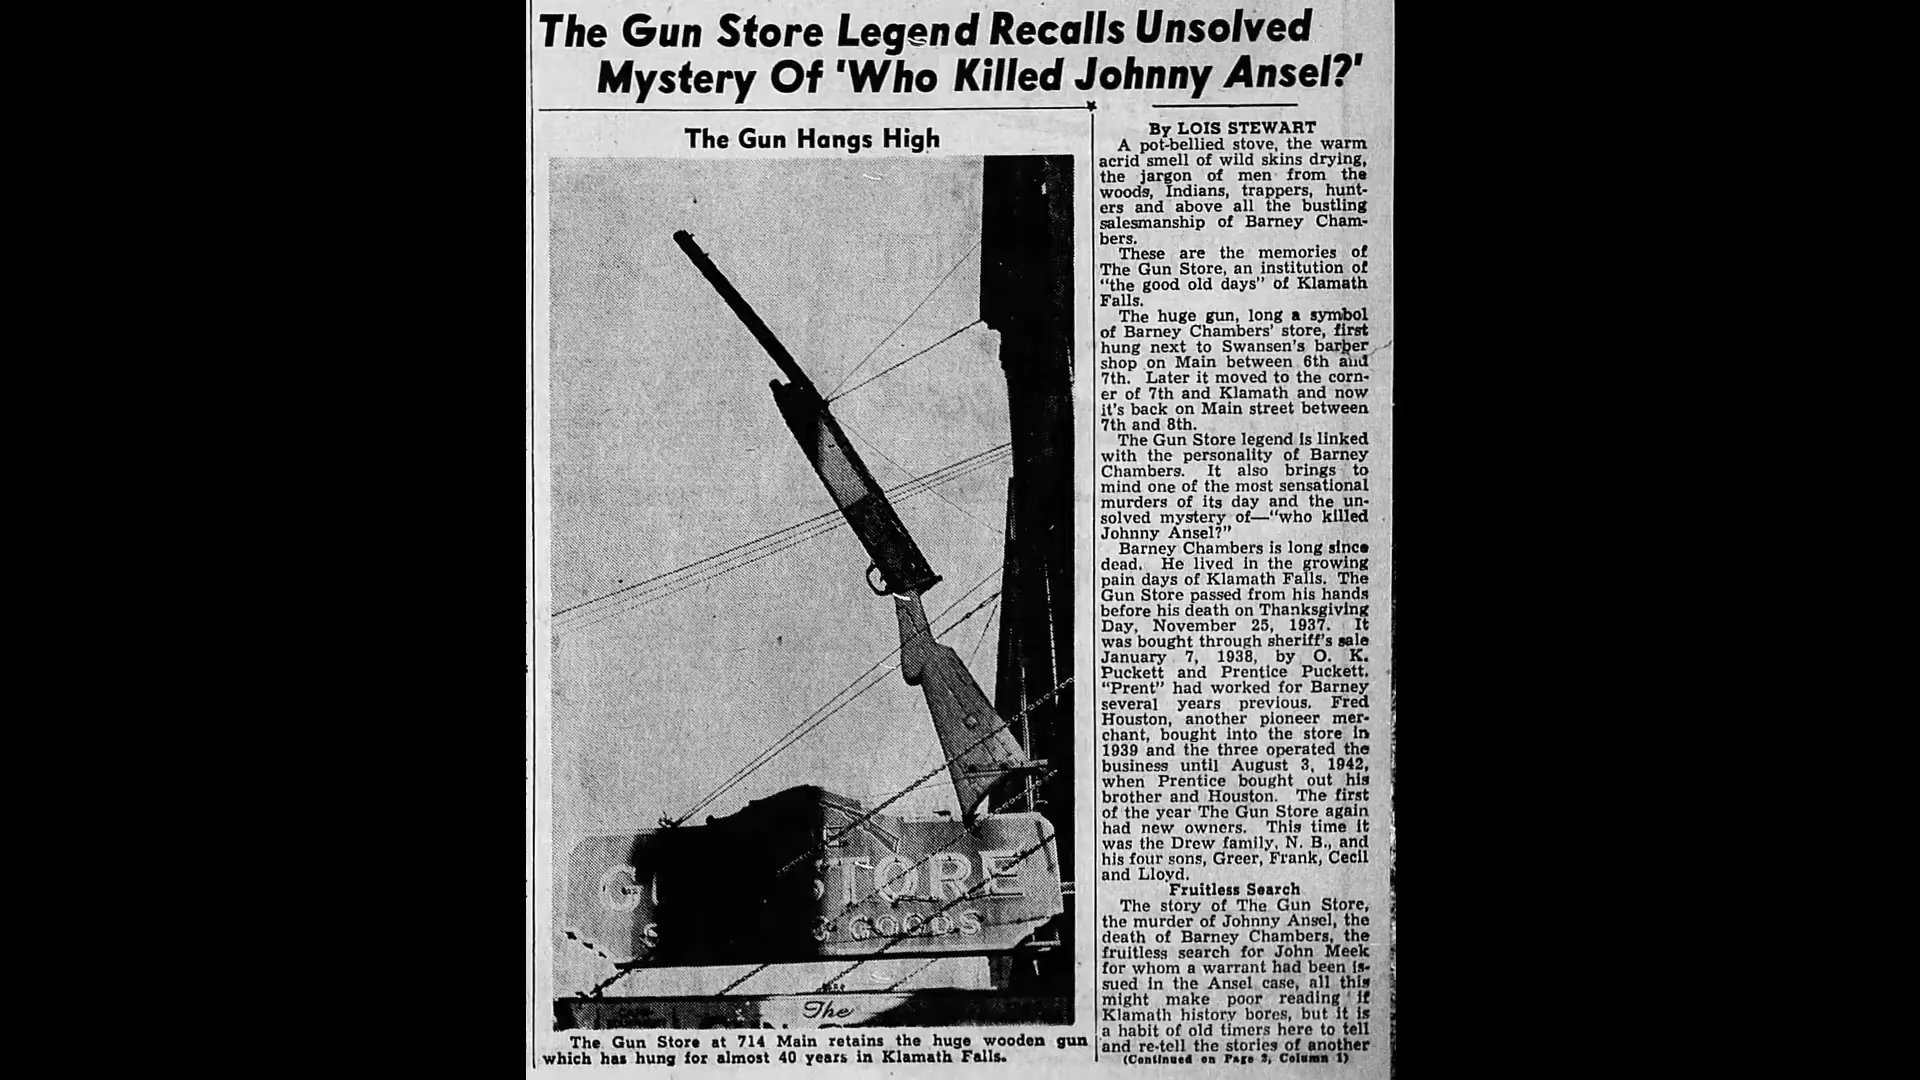 The Gun Store Legend Recalls Unsolved
Mystery Of 'Who Killed Johnny Ansel?'
The Gun Hangs High
GU STORE
S G GOODS
The
The Gun Store at 714 Main retains the huge wooden gun
which has hung for almost 40 years in Klamath Falls.
By LOIS STEWART
A pot-bellied stove, the warm
acrid smell of wild skins drying,
the jargon of men from the
woods, Indians, trappers, hunt-
ers and above all the bustling
salesmanship of Barney Cham-
bers.
These are the memories of
The Gun Store, an institution of
"the good old days" of Klamath
Falls.
The huge gun, long a symbol
of Barney Chambers' store, first
hung next to Swansen's barber
shop on Main between 6th and
7th. Later it moved to the corn-
er of 7th and Klamath and now
it's back on Main street between
7th and 8th.
The Gun Store legend is linked
with the personality of Barney
Chambers. It also brings to
mind one of the most sensational
murders of its day and the un-
solved mystery of—"who killed
Johnny Ansel?"
Barney Chambers is long since
dead. He lived in the growing
pain days of Klamath Falls. The
Gun Store passed from his hands
before his death on Thanksgiving
Day, November 25, 1937. It
was bought through sheriff's sale
January 7, 1938, by O. K.
Puckett and Prentice Puckett.
"Prent" had worked for Barney
several years previous. Fred
Houston, another pioneer mer-
chant, bought into the store in
1939 and the three operated the
business until August 3, 1942,
when Prentice bought out his
brother and Houston. The first
of the year The Gun Store again
had new owners. This time it
was the Drew family, N. B., and
his four sons, Greer, Frank, Cecil
and Lloyd.
Fruitless Search
The story of The Gun Store,
the murder of Johnny Ansel, the
death of Barney Chambers, the
fruitless search for John Meek
for whom a warrant had been is-
sued in the Ansel case, all this
might make poor reading if
Klamath history bores, but it is
a habit of old timers here to tell
and re-tell the stories of another
(Continued on Page 2, Column 1)